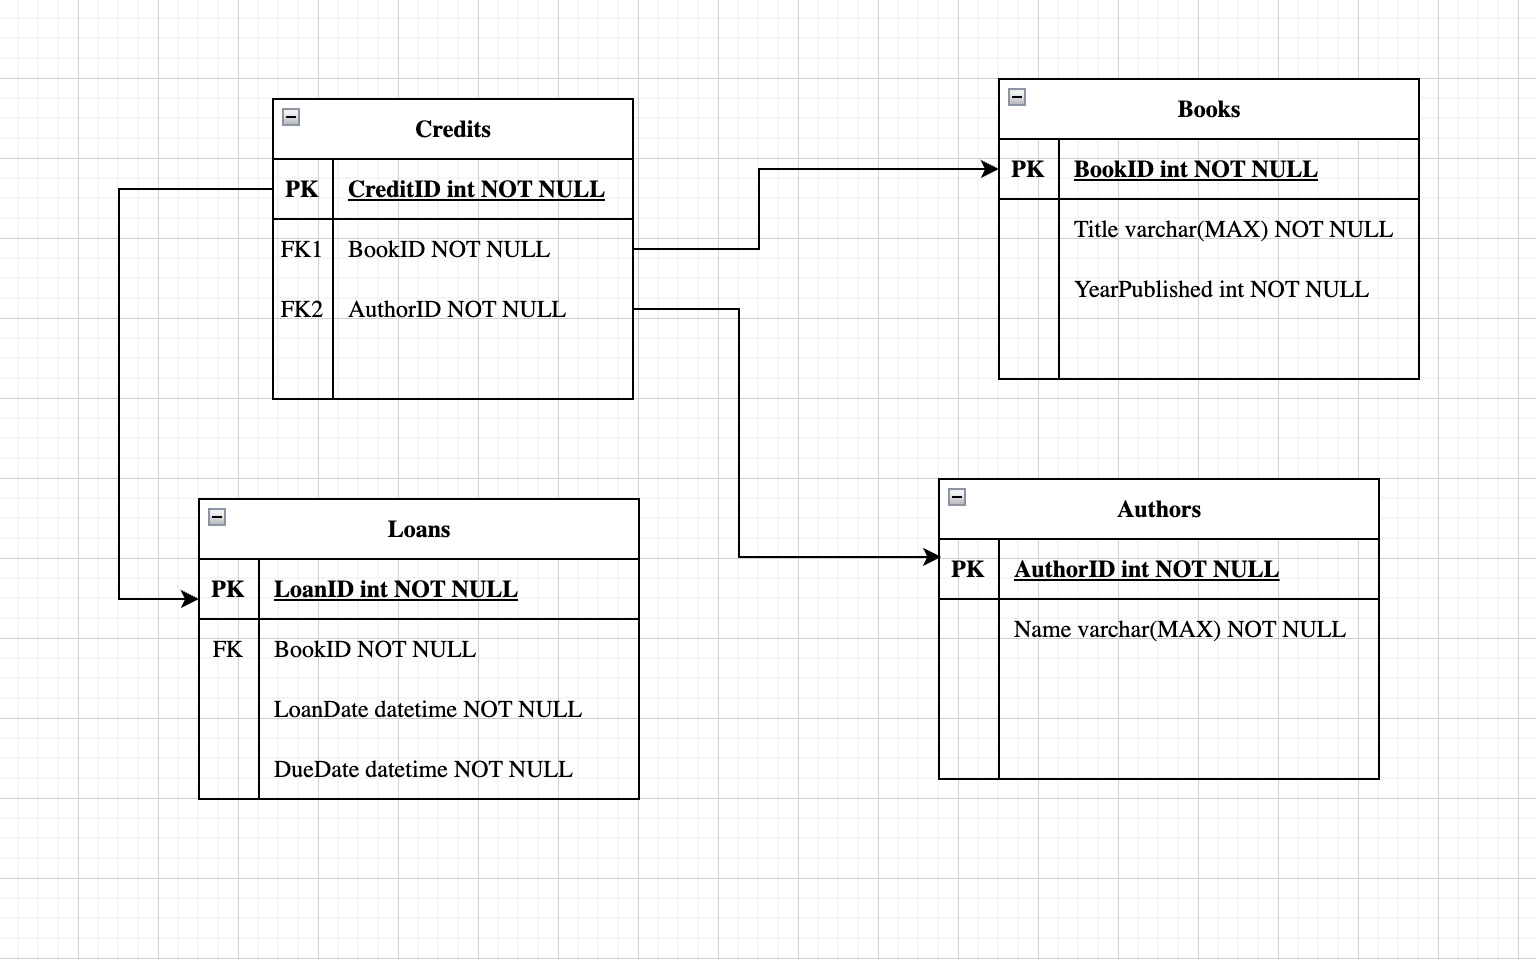 Credits
PK CreditID int NOT NULL
FK1 BookID NOT NULL
FK2 AuthorID NOT NULL
Books
PK BookID int NOT NULL
Title varchar(MAX) NOT NULL
YearPublished int NOT NULL
Loans
PK LoanID int NOT NULL
FK BookID NOT NULL
LoanDate datetime NOT NULL
DueDate datetime NOT NULL
Authors
PK AuthorID int NOT NULL
Name varchar(MAX) NOT NULL